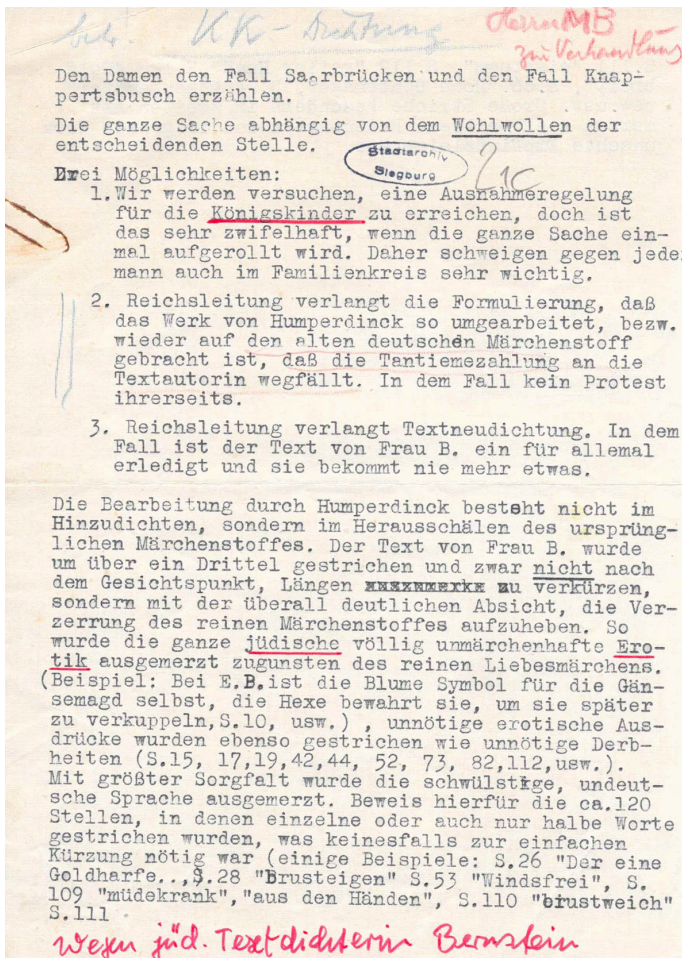 betr. KK-Dichtung
Herrn MB
zur Verhandlung
Den Damen den Fall Saarbrücken und den Fall Knap-
pertsbusch erzählen.
Die ganze Sache abhängig von dem Wohlwollen der
entscheidenden Stelle.
Stadtarchiv
Siegburg
Drei Möglichkeiten:
1.Wir werden versuchen, eine Ausnahmeregelung
für die Königskinder zu erreichen, doch ist
das sehr zwifelhaft, wenn die ganze Sache ein-
mal aufgerollt wird. Daher schweigen gegen jede
mann auch im Familienkreis sehr wichtig.
2. Reichsleitung verlangt die Formulierung, daß
das Werk von Humperdinck so umgearbeitet, bezw.
wieder auf den alten deutschen Märchenstoff
gebracht ist, daß die Tantiemezahlung an die
Textautorin wegfällt. In dem Fall kein Protest
ihrerseits.
3. Reichsleitung verlangt Textneudichtung. In dem
Fall ist der Text von Frau B. ein für allemal
erledigt und sie bekommt nie mehr etwas.
Die Bearbeitung durch Humperdinck besteht nicht im
Hinzudichten, sondern im Herausschälen des ursprüng-
lichen Märchenstoffes. Der Text von Frau B. wurde
um über ein Drittel gestrichen und zwar nicht nach
dem Gesichtspunkt, Längen zu verkürzen,
sondern mit der überall deutlichen Absicht, die Ver-
zerrung des reinen Märchenstoffes aufzuheben. So
wurde die ganze jüdische völlig unmärchenhafte Ero-
tik ausgemerzt zugunsten des reinen Liebesmärchens.
(Beispiel: Bei E.B.ist die Blume Symbol für die Gän-
semagd selbst, die Hexe bewahrt sie, um sie später
zu verkuppeln,S.10, usw.) , unnötige erotische Aus-
drücke wurden ebenso gestrichen wie unnötige Derb-
heiten (S.15, 17,19,42,44, 52, 73, 82,112,usw.).
Mit größter Sorgfalt wurde die schwülstige, undeut-
sche Sprache ausgemerzt. Beweis hierfür die ca.120
Stellen, in denen einzelne oder auch nur halbe Worte
gestrichen wurden, was keinesfalls zur einfachen
Kürzung nötig war (einige Beispiele: S.26 "Der eine
Goldharfe..,S.28 "Brusteigen" S.53 "Windsfrei", S.
109 "müdekrank","aus den Händen", S.110 "brustweich"
S.111
wegen jüd. Textdichterin Bernstein